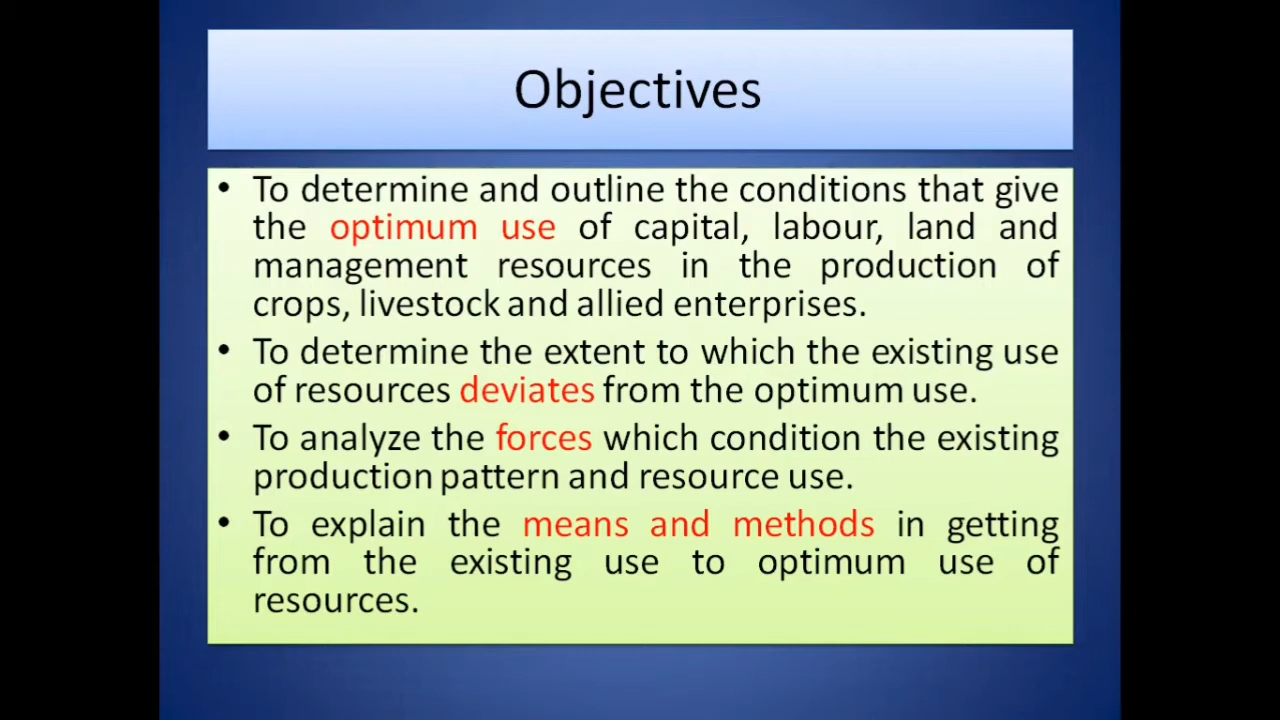 Objectives
• To determine and outline the conditions that give
the optimum use of capital, labour, land and
management resources in the production of
crops, livestock and allied enterprises.
• To determine the extent to which the existing use
of resources deviates from the optimum use.
• To analyze the forces which condition the existing
production pattern and resource use.
• To explain the means and methods in getting
from the existing use to optimum use of
resources.